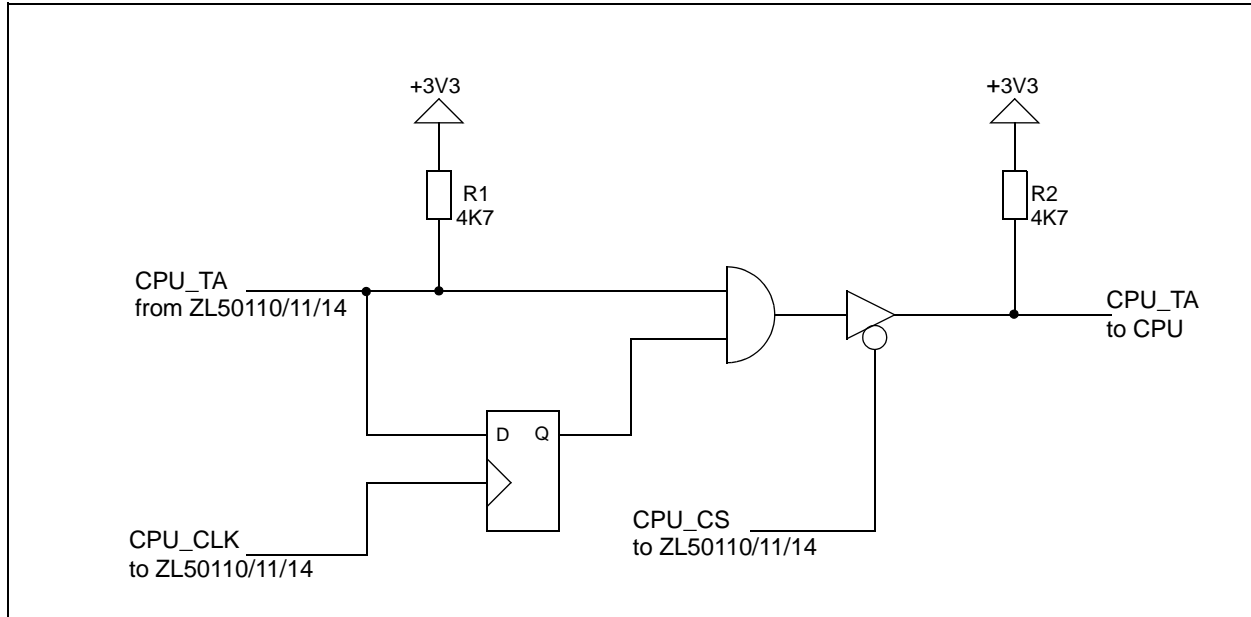 +3V3
+3V3
R1
4K7
R2
4K7
CPU_TA
from ZL50110/11/14
CPU_TA
to CPU
D Q
CPU_CLK
to ZL50110/11/14
CPU_CS
to ZL50110/11/14